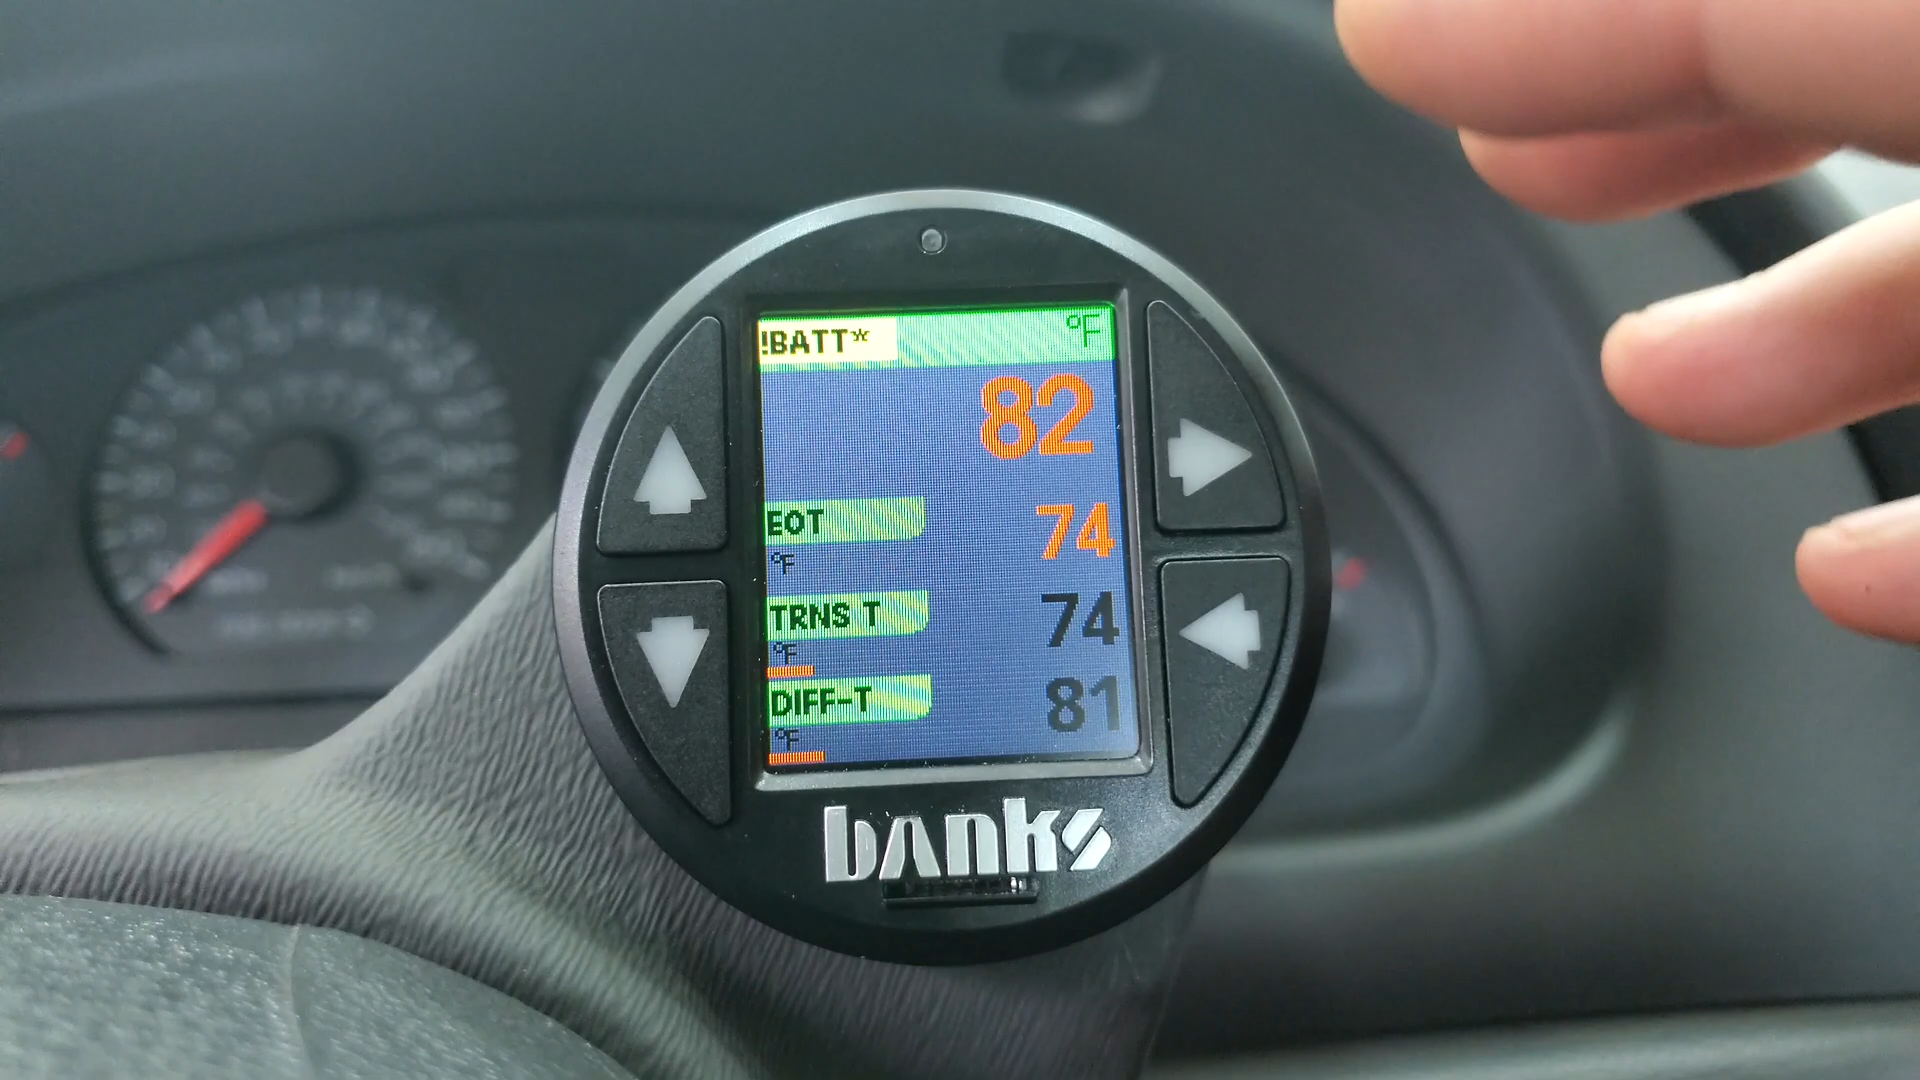 !BATT* °F
82
EOT 74
°F
TRNS T 74
°F
DIFF-T 81
°F
banks